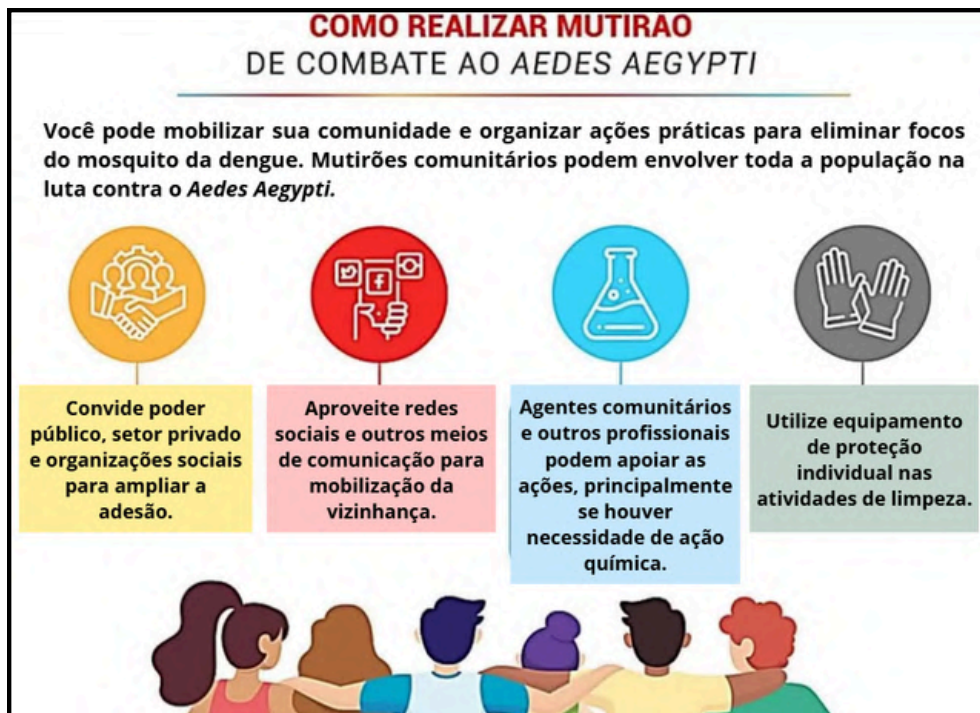 COMO REALIZAR MUTIRAO
DE COMBATE AO AEDES AEGYPTI
Você pode mobilizar sua comunidade e organizar ações práticas para eliminar focos
do mosquito da dengue. Mutirões comunitários podem envolver toda a população na
luta contra o Aedes Aegypti.
Convide poder
público, setor privado
e organizações sociais
para ampliar a
adesão.
Aproveite redes
sociais e outros meios
de comunicação para
mobilização da
vizinhança.
Agentes comunitários
e outros profissionais
podem apoiar as
ações, principalmente
se houver
necessidade de ação
química.
Utilize equipamento
de proteção
individual nas
atividades de limpeza.